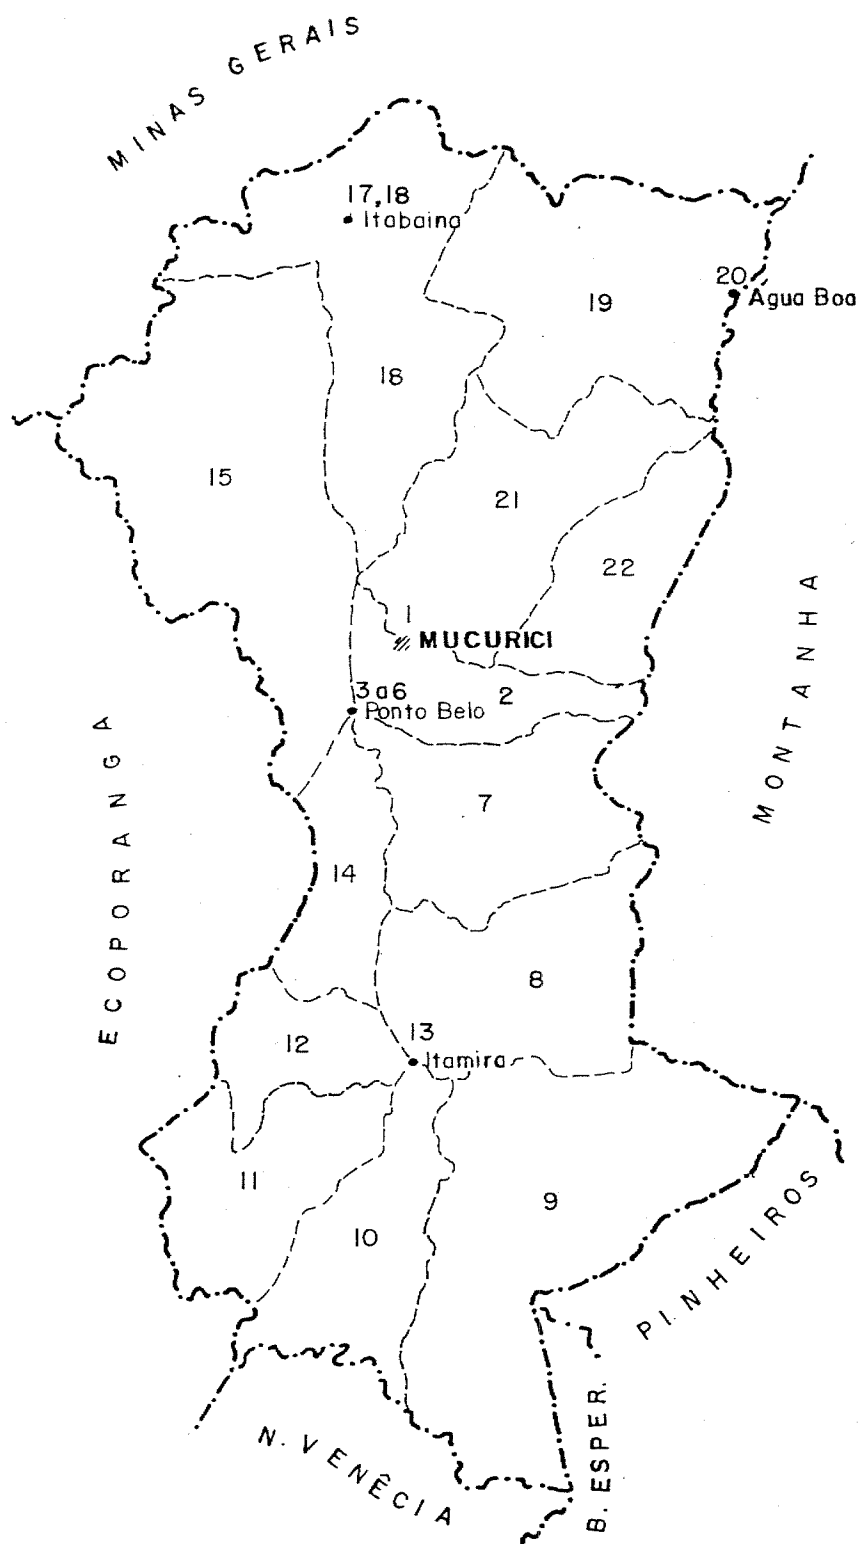 MINAS GERAIS
17,18
Itabaina
20
Agua Boa
19
18
15
21
22
1
MUCURICI
3 a 6
2
Ponto Belo
MONTANHA
ECOPORANGA
7
14
8
13
12
Itamira
11
9
10
PINHEIROS
B. ESPER.
N. VENÊCIA